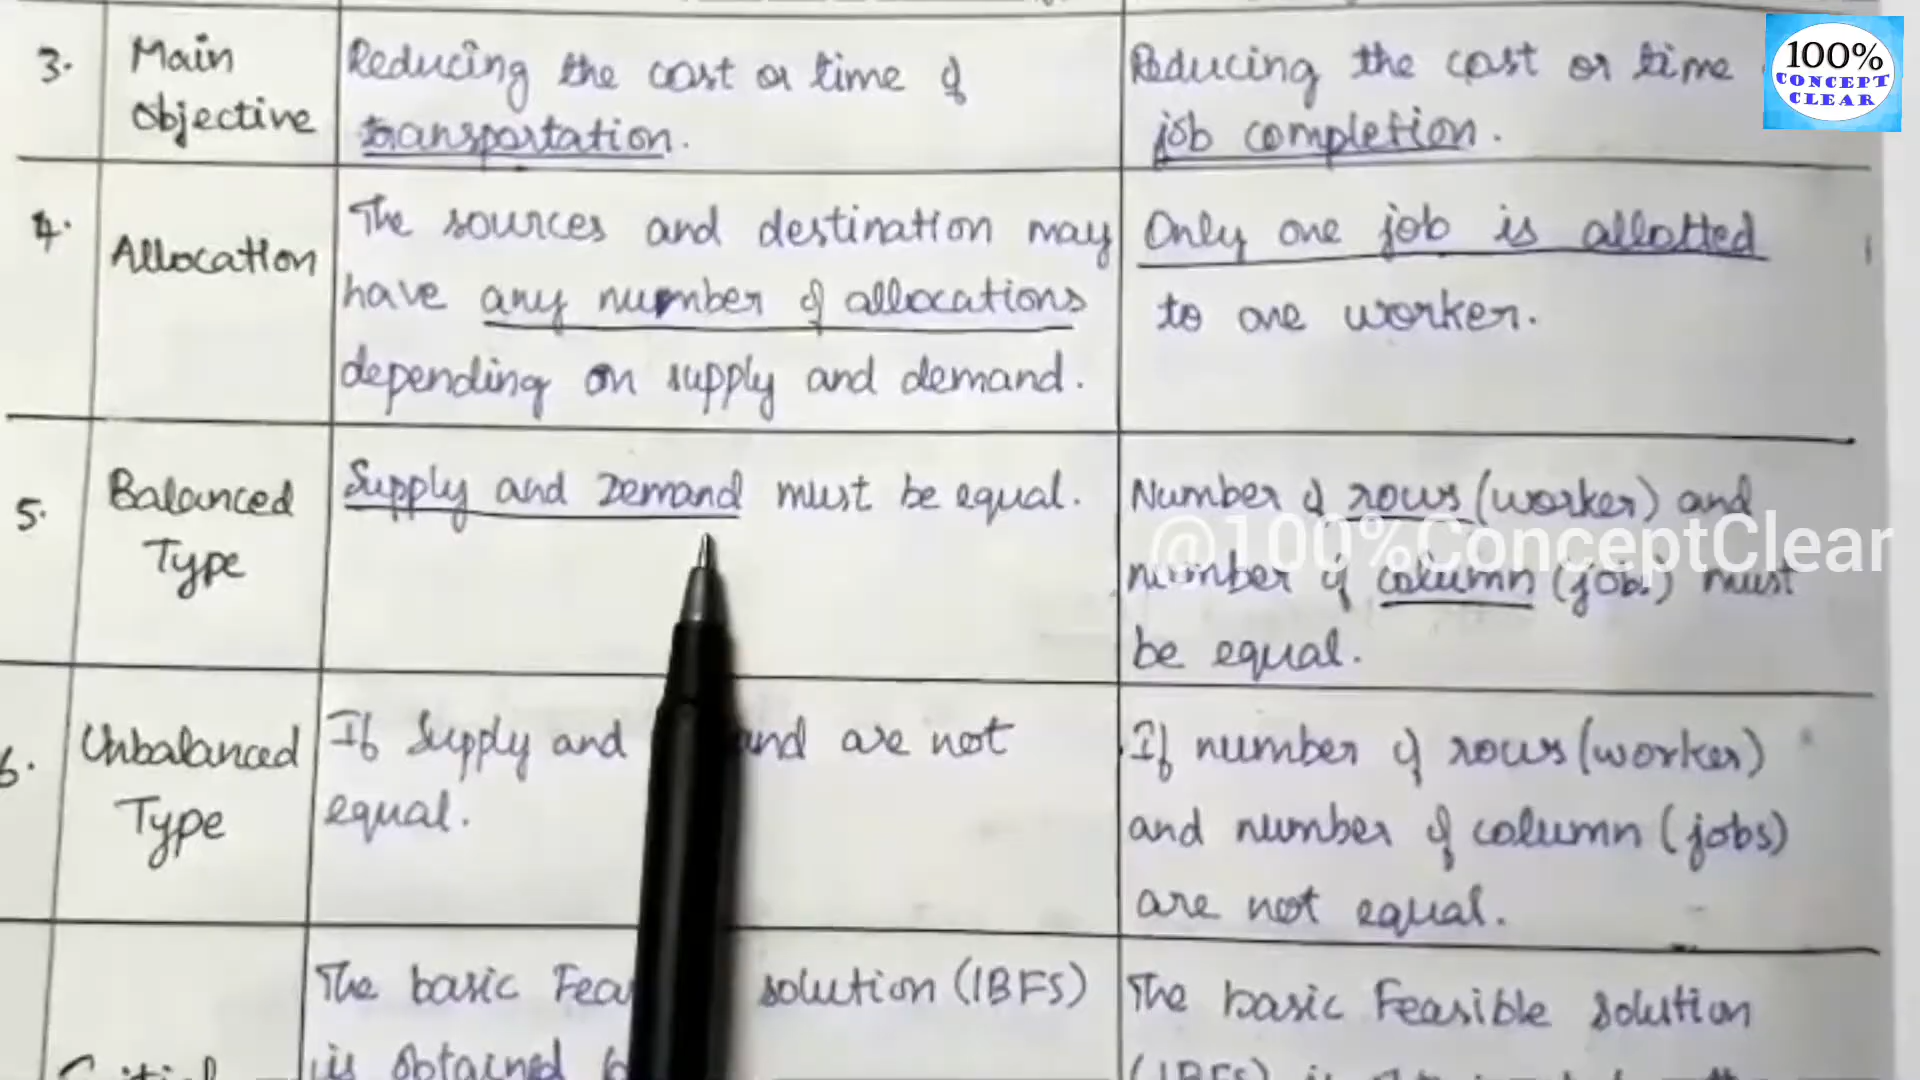 3. Main Objective
Reducing the cost or time of
transportation.
Reducing the cost or time
job completion.
4. Allocation
The sources and destination may
have any number of allocations
depending on supply and demand.
Only one job is allotted
to one worker.
5. Balanced Type
Supply and Demand must be equal.
Number of rows (worker) and
number of column (job) must
be equal.
6. Unbalanced Type
If Supply and are not
equal.
If number of rows (worker)
and number of column (jobs)
are not equal.
The basic solution (IBFS)
is obtained
The basic Feasible solution
(IBFS) is
100%
CONCEPT
CLEAR
@100%ConceptClear